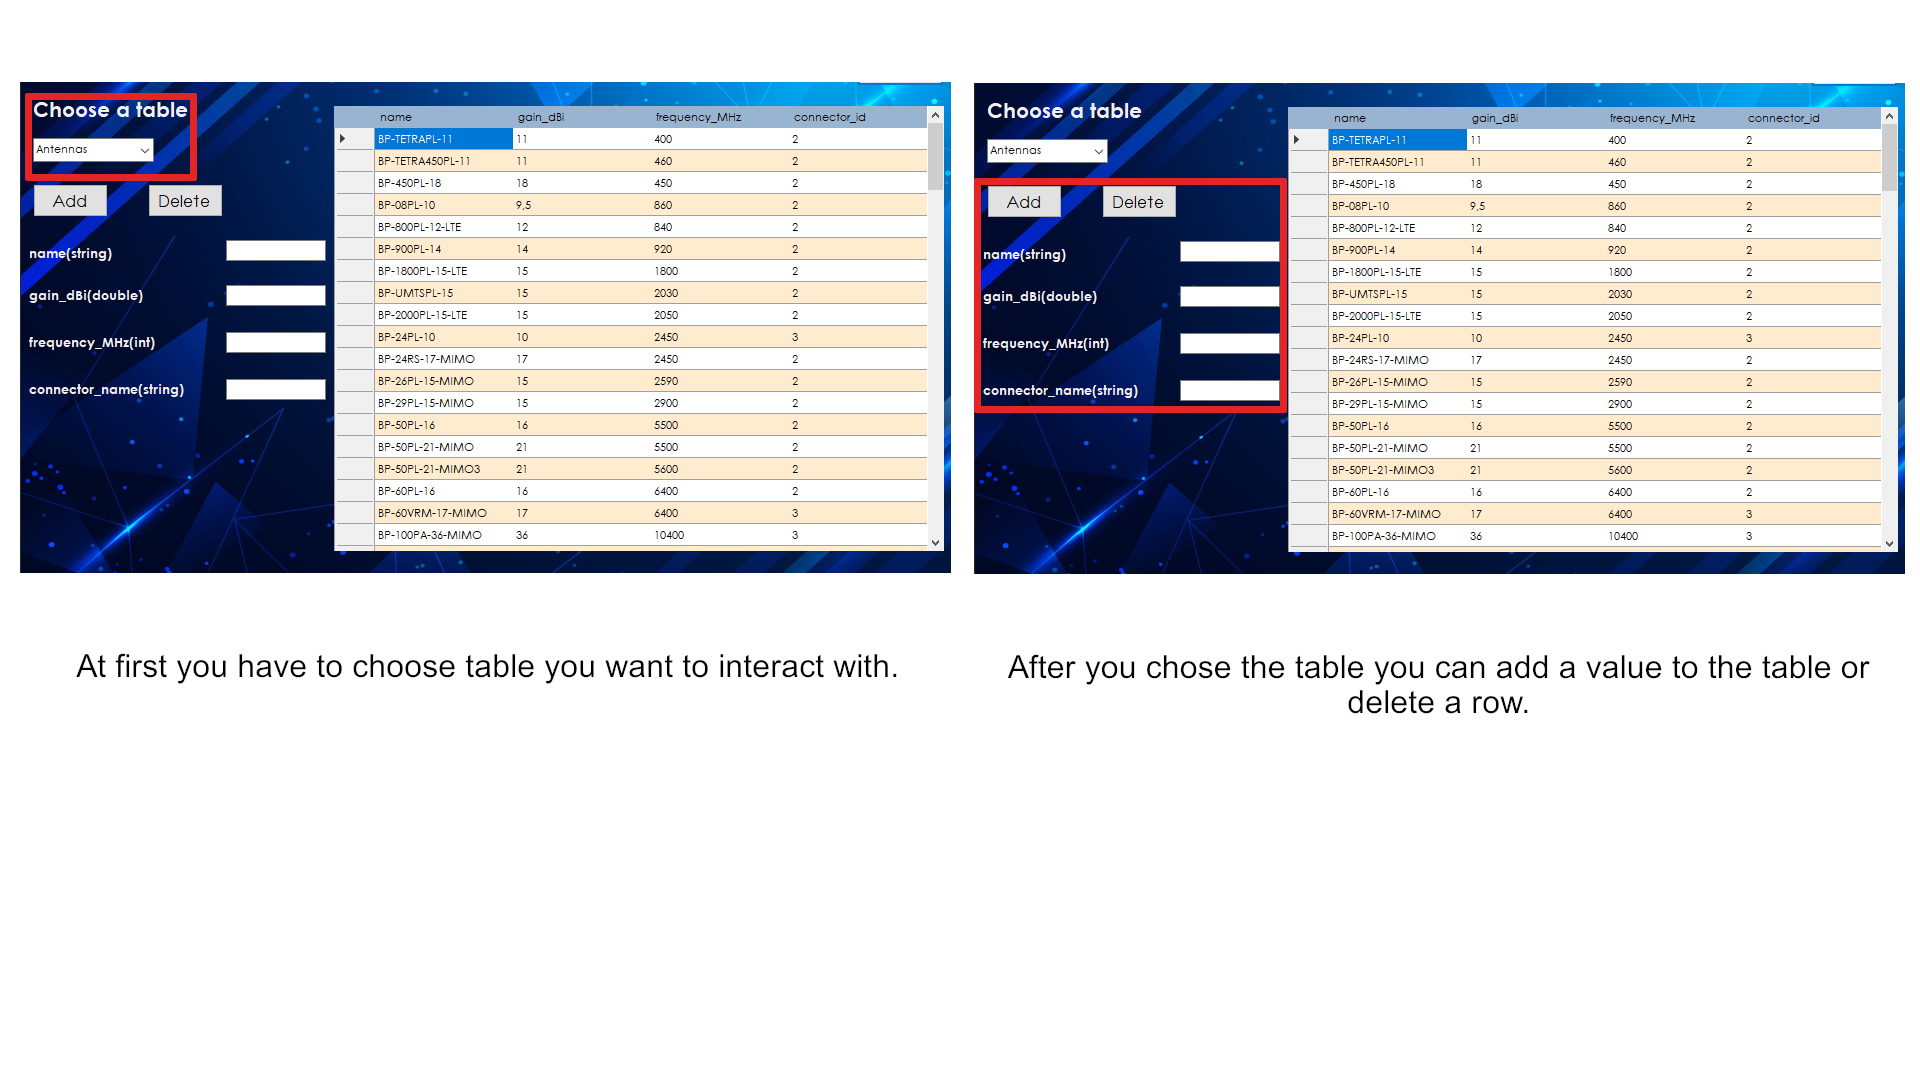 Choose a table
Antennas
Add Delete
name(string)
gain_dBi(double)
frequency_MHz(int)
connector_name(string)
name gain_dBi frequency_MHz connector_id
BP-TETRAPL-11 11 400 2
BP-TETRA450PL-11 11 460 2
BP-450PL-18 18 450 2
BP-08PL-10 9,5 860 2
BP-800PL-12-LTE 12 840 2
BP-900PL-14 14 920 2
BP-1800PL-15-LTE 15 1800 2
BP-UMTSPL-15 15 2030 2
BP-2000PL-15-LTE 15 2050 2
BP-24PL-10 10 2450 3
BP-24RS-17-MIMO 17 2450 2
BP-26PL-15-MIMO 15 2590 2
BP-29PL-15-MIMO 15 2900 2
BP-50PL-16 16 5500 2
BP-50PL-21-MIMO 21 5500 2
BP-50PL-21-MIMO3 21 5600 2
BP-60PL-16 16 6400 2
BP-60VRM-17-MIMO 17 6400 3
BP-100PA-36-MIMO 36 10400 3
At first you have to choose table you want to interact with.
Choose a table
Antennas
Add Delete
name(string)
gain_dBi(double)
frequency_MHz(int)
connector_name(string)
name gain_dBi frequency_MHz connector_id
BP-TETRAPL-11 11 400 2
BP-TETRA450PL-11 11 460 2
BP-450PL-18 18 450 2
BP-08PL-10 9,5 860 2
BP-800PL-12-LTE 12 840 2
BP-900PL-14 14 920 2
BP-1800PL-15-LTE 15 1800 2
BP-UMTSPL-15 15 2030 2
BP-2000PL-15-LTE 15 2050 2
BP-24PL-10 10 2450 3
BP-24RS-17-MIMO 17 2450 2
BP-26PL-15-MIMO 15 2590 2
BP-29PL-15-MIMO 15 2900 2
BP-50PL-16 16 5500 2
BP-50PL-21-MIMO 21 5500 2
BP-50PL-21-MIMO3 21 5600 2
BP-60PL-16 16 6400 2
BP-60VRM-17-MIMO 17 6400 3
BP-100PA-36-MIMO 36 10400 3
After you chose the table you can add a value to the table or
delete a row.